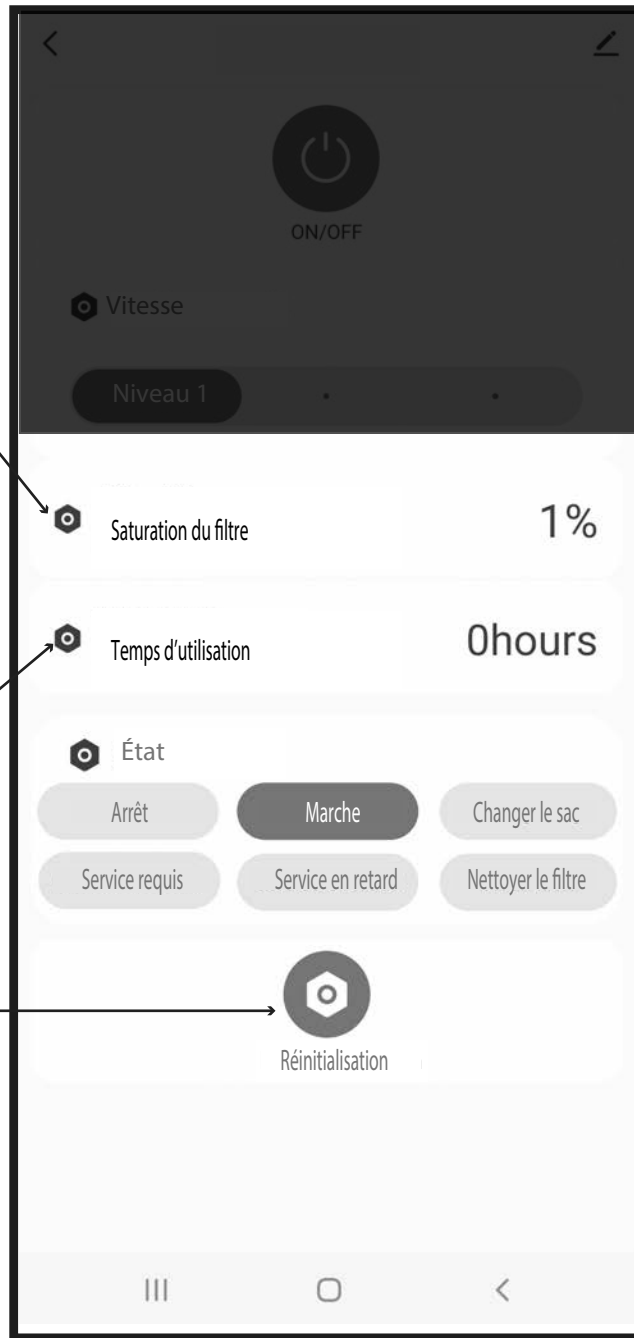 ON/OFF
Vitesse
Niveau 1
Saturation du filtre
1%
Temps d’utilisation
0hours
État
Arrêt Marche Changer le sac
Service requis Service en retard Nettoyer le filtre
Réinitialisation